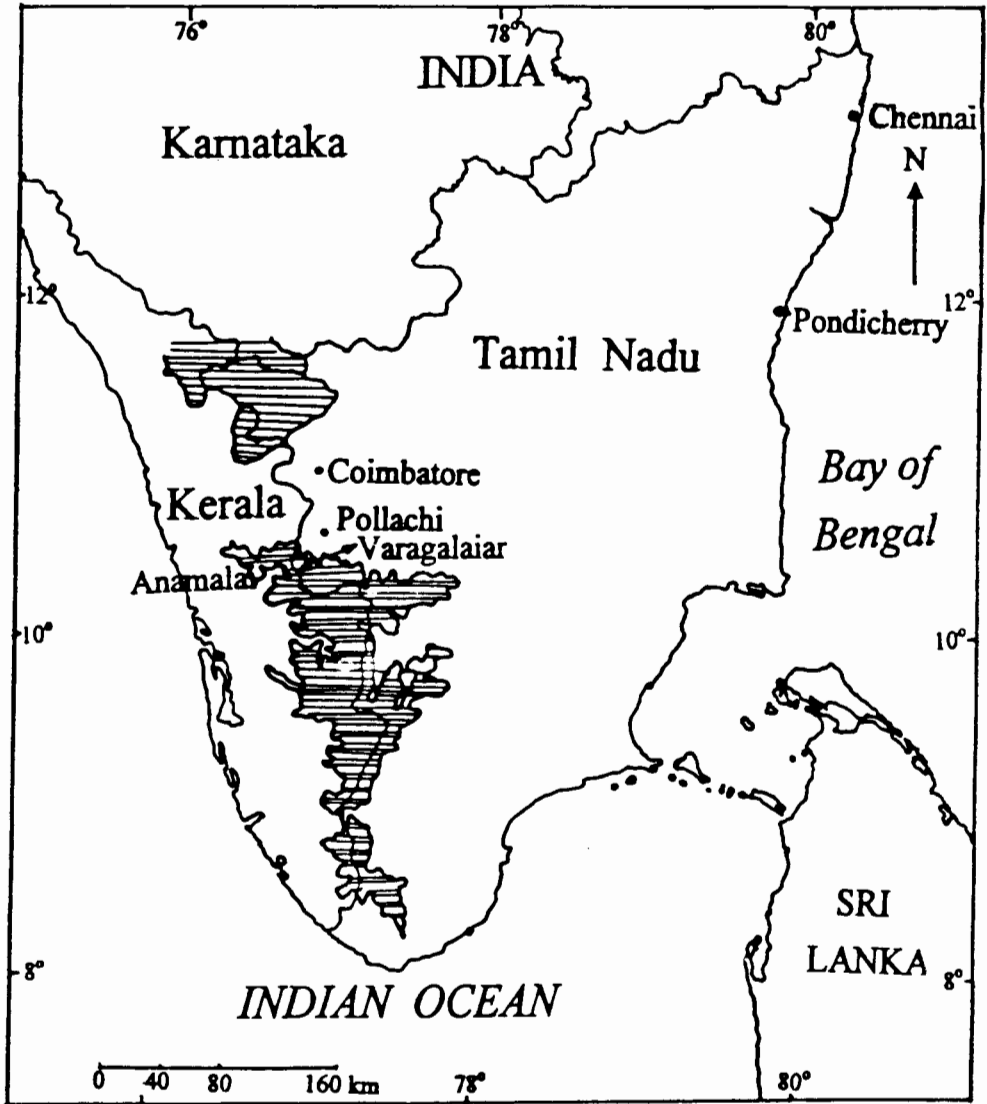 76°
78°
80°
INDIA
Karnataka
Chennai
N
12°
12°
Pondicherry
Tamil Nadu
Coimbatore
Bay of
Bengal
Kerala
Pollachi
Varagalaiar
Anamalai
10°
10°
SRI
LANKA
8°
8°
INDIAN OCEAN
0 40 80 160 km
78°
80°